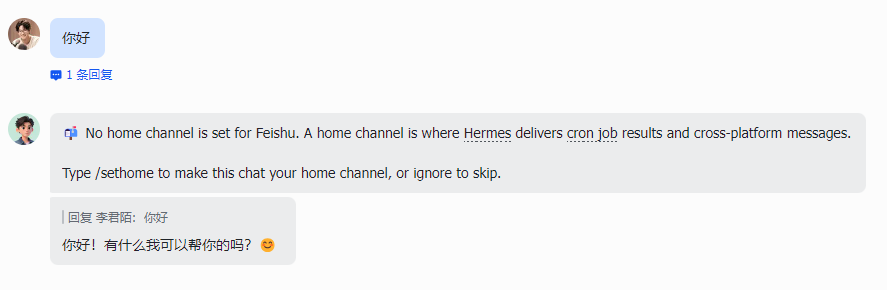 你好
1 条回复
📬 No home channel is set for Feishu. A home channel is where Hermes delivers cron job results and cross-platform messages.
Type /sethome to make this chat your home channel, or ignore to skip.
回复 李君陌：你好
你好！有什么我可以帮你的吗？😊